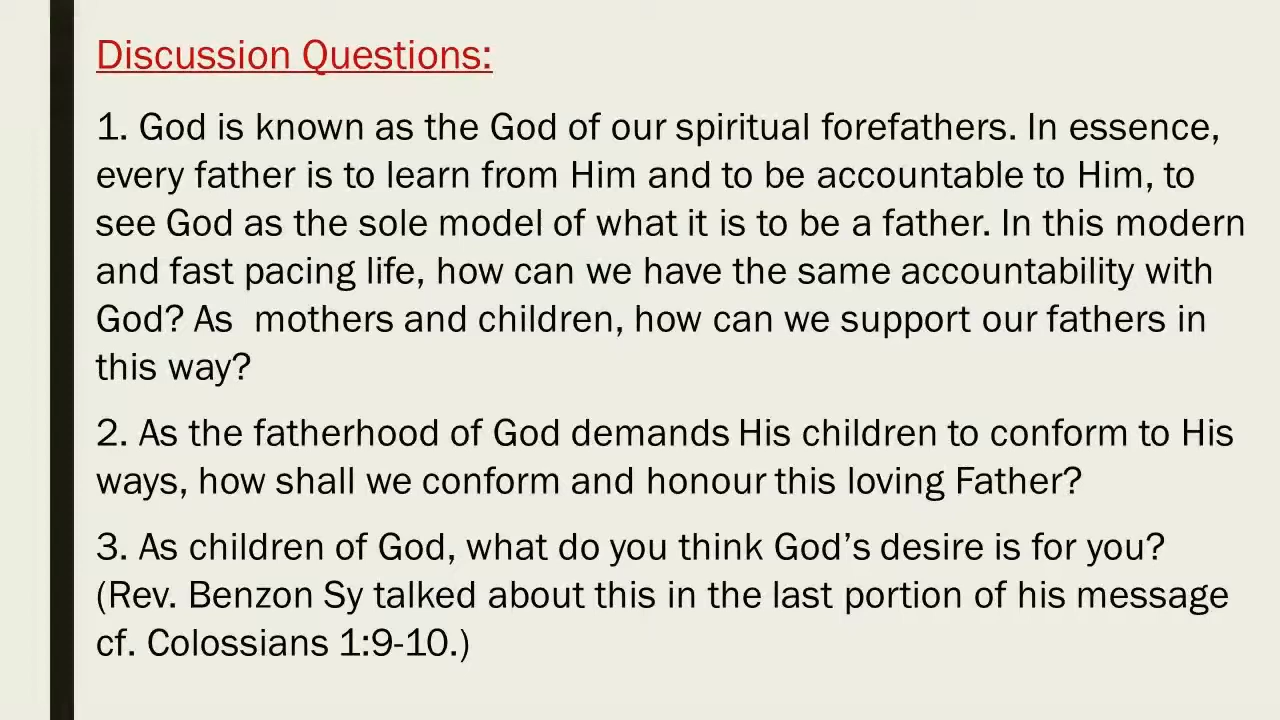 Discussion Questions:
1. God is known as the God of our spiritual forefathers. In essence,
every father is to learn from Him and to be accountable to Him, to
see God as the sole model of what it is to be a father. In this modern
and fast pacing life, how can we have the same accountability with
God? As  mothers and children, how can we support our fathers in
this way?
2. As the fatherhood of God demands His children to conform to His
ways, how shall we conform and honour this loving Father?
3. As children of God, what do you think God’s desire is for you?
(Rev. Benzon Sy talked about this in the last portion of his message
cf. Colossians 1:9-10.)